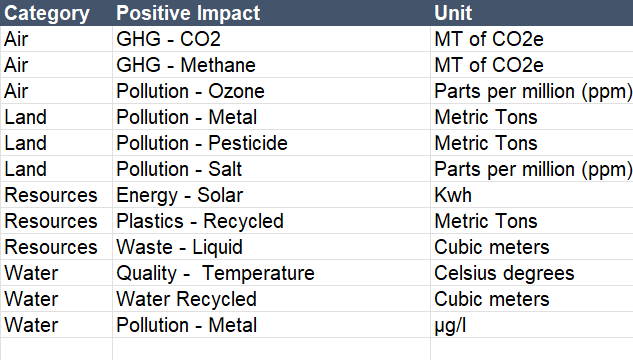 Category Positive Impact Unit
Air GHG - CO2 MT of CO2e
Air GHG - Methane MT of CO2e
Air Pollution - Ozone Parts per million (ppm)
Land Pollution - Metal Metric Tons
Land Pollution - Pesticide Metric Tons
Land Pollution - Salt Parts per million (ppm)
Resources Energy - Solar Kwh
Resources Plastics - Recycled Metric Tons
Resources Waste - Liquid Cubic meters
Water Quality -  Temperature Celsius degrees
Water Water Recycled Cubic meters
Water Pollution - Metal µg/l